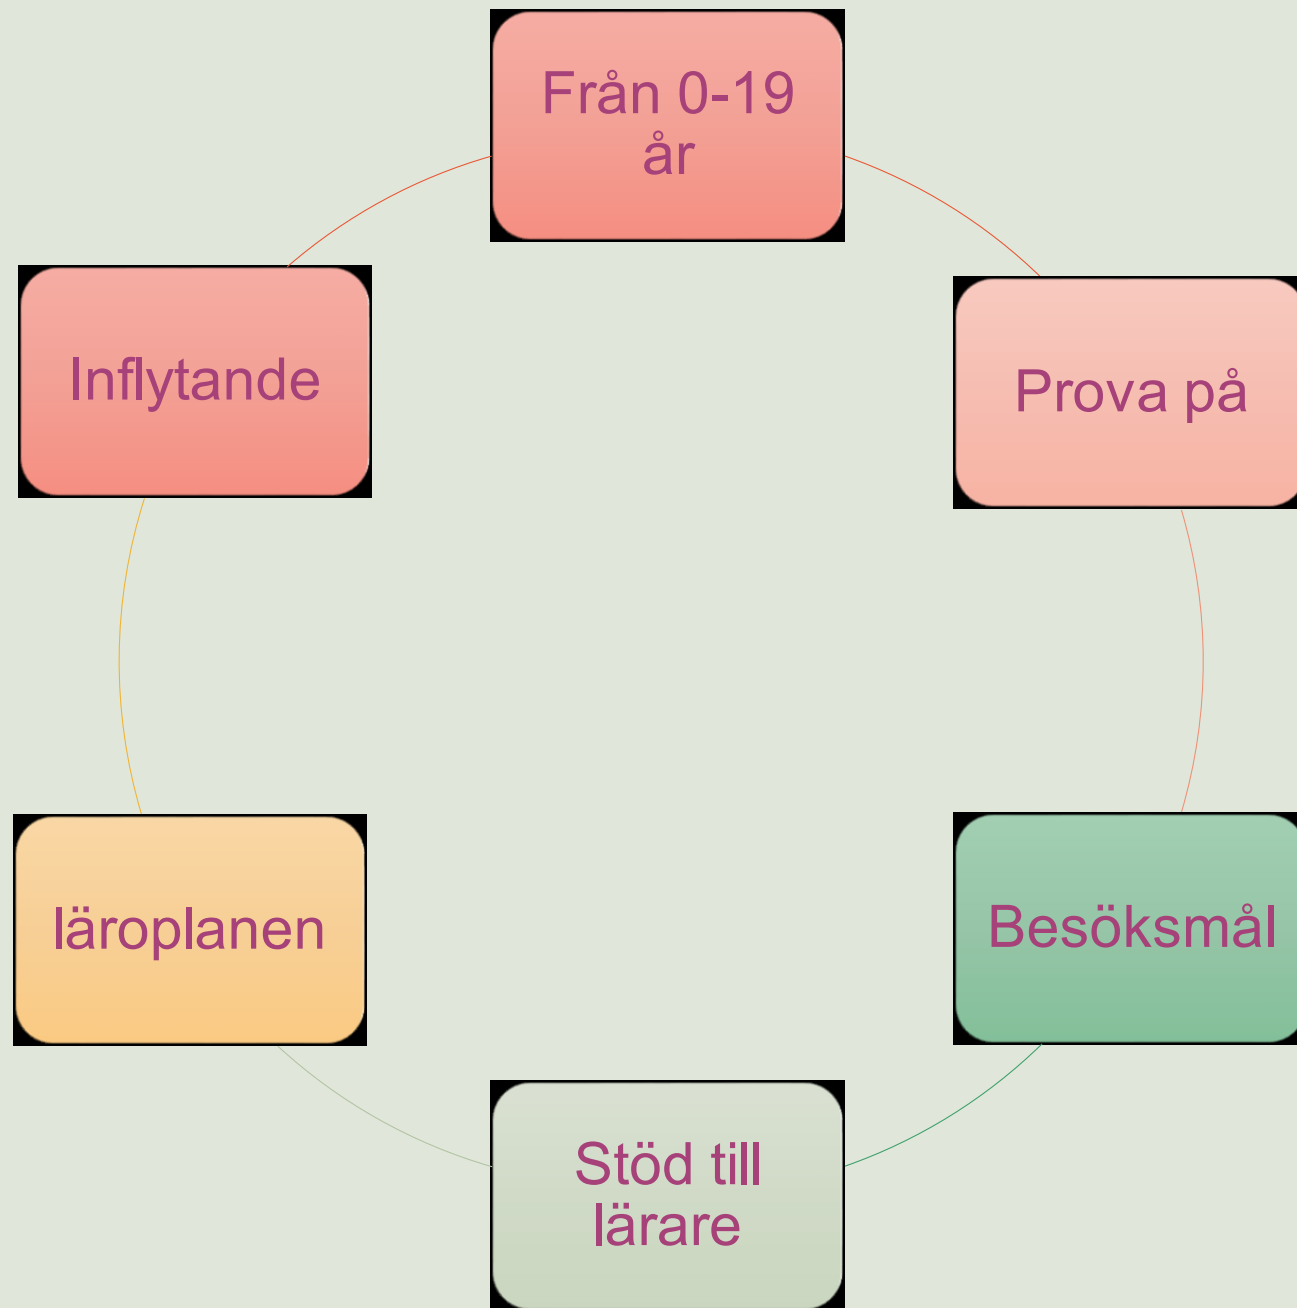 Från 0-19
år
Inflytande
Prova på
läroplanen
Besöksmål
Stöd till
lärare